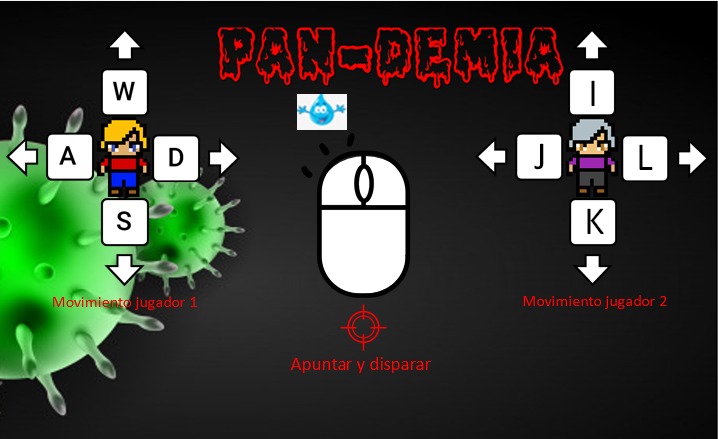 PAN-DEMIA
W
A
D
S
Movimiento jugador 1
Apuntar y disparar
I
J
L
K
Movimiento jugador 2